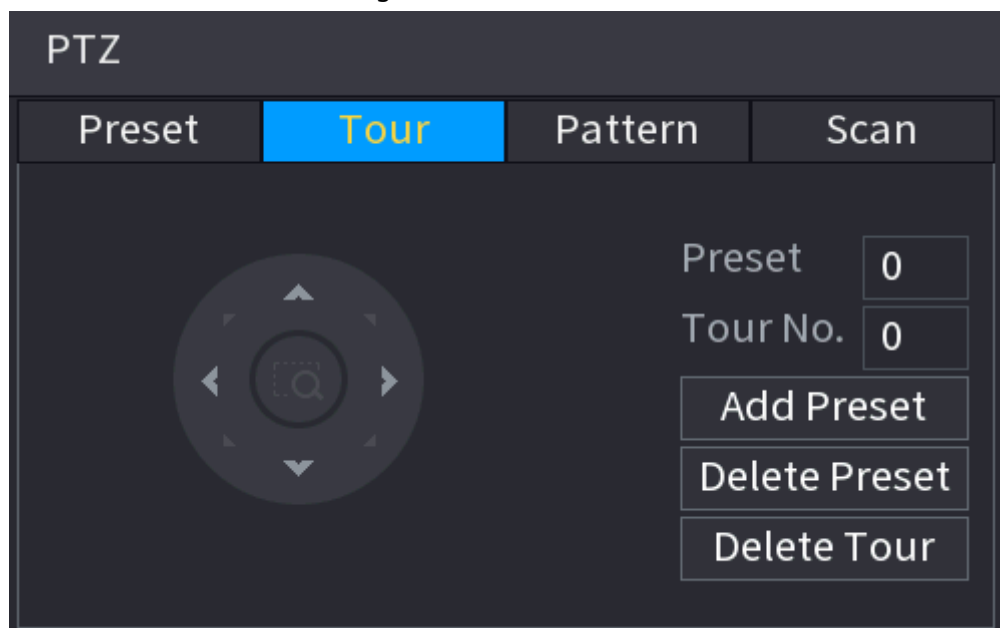 PTZ
Preset Tour Pattern Scan
Preset 0
Tour No. 0
Add Preset
Delete Preset
Delete Tour